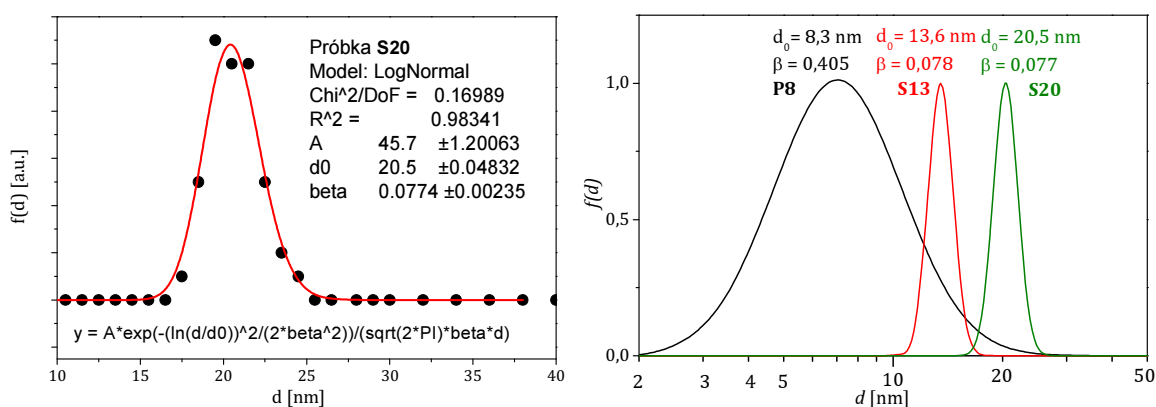 Próbka S20
Model: LogNormal
Chi^2/DoF = 0.16989
R^2 = 0.98341
A 45.7 ±1.20063
d0 20.5 ±0.04832
beta 0.0774 ±0.00235
f(d) [a.u.]
y = A*exp(-(ln(d/d0))^2/(2*beta^2))/(sqrt(2*PI)*beta*d)
10 15 20 25 30 35 40
d [nm]
d₀= 8,3 nm d₀= 13,6 nm d₀= 20,5 nm
β = 0,405 β = 0,078 β = 0,077
P8 S13 S20
1,0
0,5
0,0
f(d)
2 3 4 5 10 20 30 40 50
d [nm]